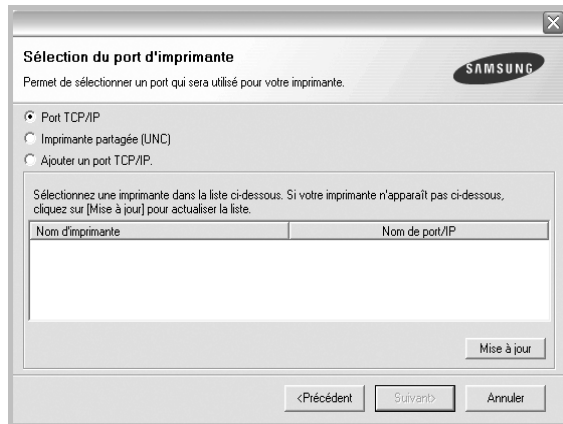 Sélection du port d'imprimante
Permet de sélectionner un port qui sera utilisé pour votre imprimante.
SAMSUNG
Port TCP/IP
Imprimante partagée (UNC)
Ajouter un port TCP/IP.
Sélectionnez une imprimante dans la liste ci-dessous. Si votre imprimante n'apparaît pas ci-dessous,
cliquez sur [Mise à jour] pour actualiser la liste.
Nom d'imprimante Nom de port/IP
Mise à jour
<Précédent Suivant> Annuler